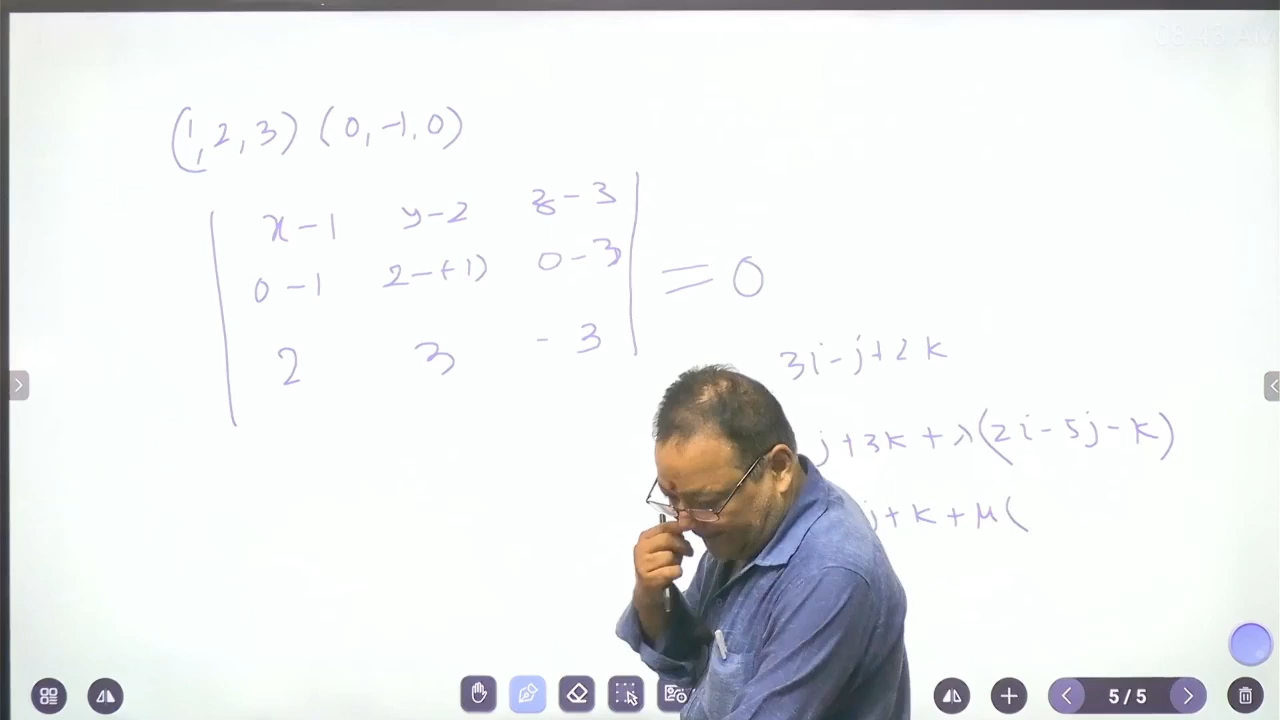 (1, 2, 3) (0, -1, 0)
| x-1 y-2 z-3 |
| 0-1 2-(-1) 0-3 | = 0
| 2 3 -3 |
3i - j + 2k
j + 3k + λ(2i - 5j - k)
j + k + μ(
5 / 5